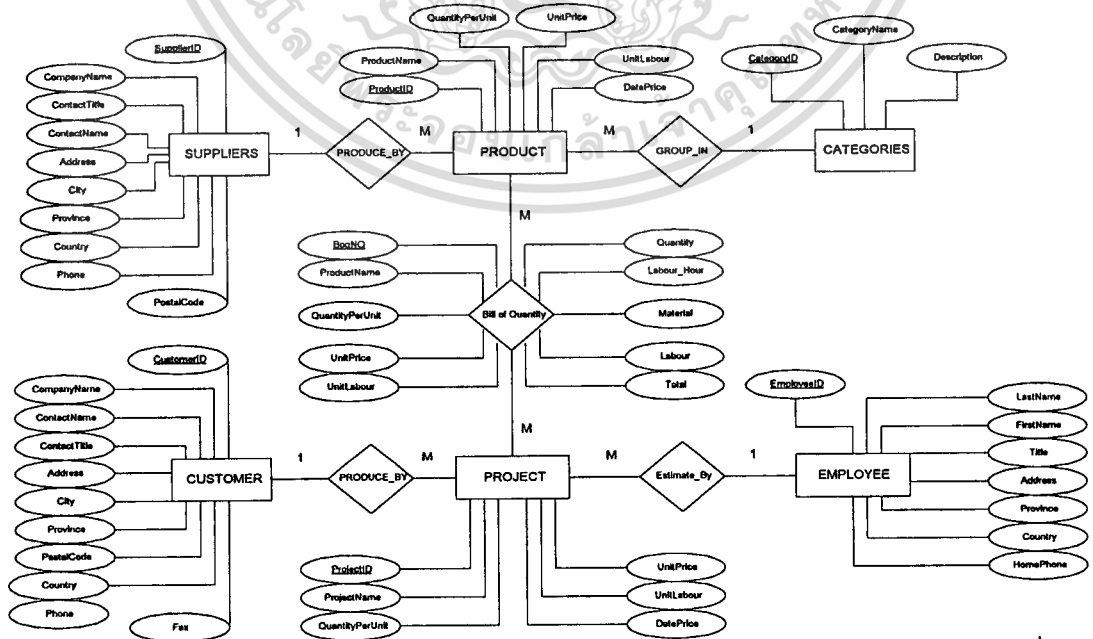 QuantityPerUnit
UnitPrice
CategoryName
SupplierID
ProductName
UnitLabour
CategoryID
Description
CompanyName
ProductID
DatePrice
ContactTitle
ContactName
1
M
M
1
SUPPLIERS
PRODUCE_BY
PRODUCT
GROUP_IN
CATEGORIES
Address
City
Province
M
Country
BoqNO
Quantity
Phone
ProductName
Labour_Hour
PostalCode
QuantityPerUnit
Bill of Quantity
Material
CustomerID
UnitPrice
Labour
CompanyName
UnitLabour
Total
EmployeeID
LastName
ContactName
M
FirstName
ContactTitle
1
M
M
1
Title
Address
CUSTOMER
PRODUCE_BY
PROJECT
Estimate_By
EMPLOYEE
Address
City
Province
Province
PostalCode
Country
Country
ProjectID
UnitPrice
HomePhone
Phone
ProjectName
UnitLabour
Fax
QuantityPerUnit
DatePrice